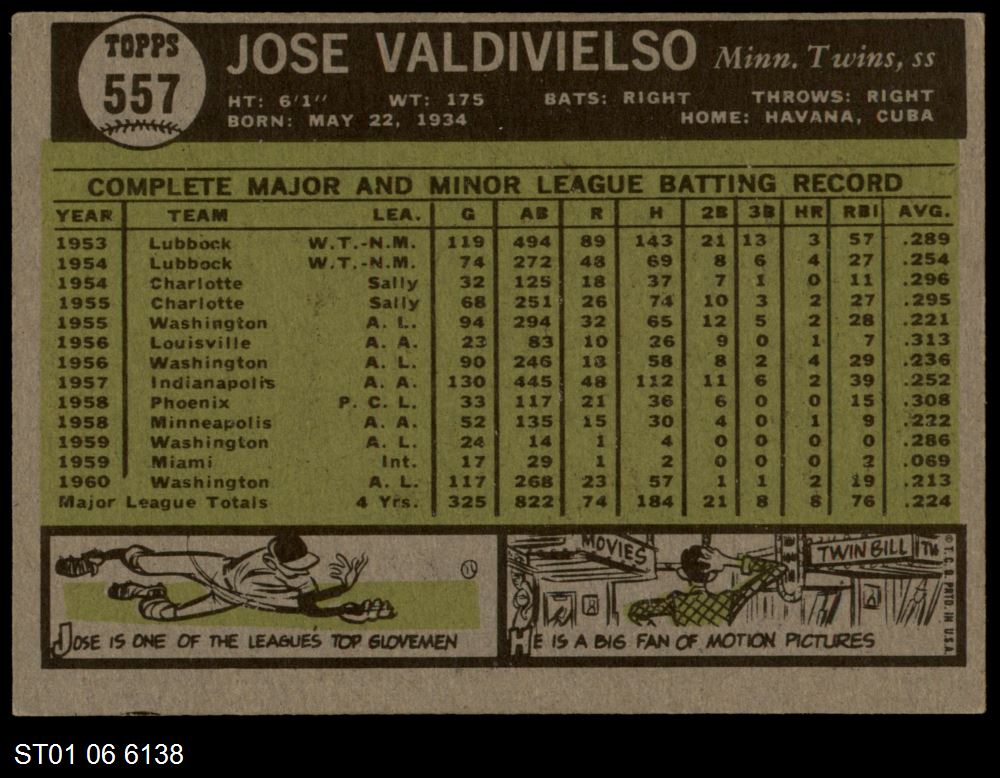 TOPPS
557
JOSE VALDIVIELSO Minn. Twins, ss
HT: 6'1" WT: 175 BATS: RIGHT THROWS: RIGHT
BORN: MAY 22, 1934 HOME: HAVANA, CUBA
COMPLETE MAJOR AND MINOR LEAGUE BATTING RECORD
YEAR TEAM LEA. G AB R H 2B 3B HR RBI AVG.
1953 Lubbock W.T.-N.M. 119 494 89 143 21 13 3 57 .289
1954 Lubbock W.T.-N.M. 74 272 48 69 8 6 4 27 .254
1954 Charlotte Sally 32 125 18 37 7 1 0 11 .296
1955 Charlotte Sally 68 251 26 74 10 3 2 27 .295
1955 Washington A. L. 94 294 32 65 12 5 2 28 .221
1956 Louisville A. A. 23 83 10 26 9 0 1 7 .313
1956 Washington A. L. 90 246 18 58 8 2 4 29 .236
1957 Indianapolis A. A. 130 445 48 112 11 6 2 39 .252
1958 Phoenix P. C. L. 33 117 21 36 6 0 0 15 .308
1958 Minneapolis A. A. 52 135 15 30 4 0 1 9 .222
1959 Washington A. L. 24 14 1 4 0 0 0 0 .286
1959 Miami Int. 17 29 1 2 0 0 0 2 .069
1960 Washington A. L. 117 268 23 57 1 1 2 19 .213
Major League Totals 4 Yrs. 325 822 74 184 21 8 8 76 .224
JOSE IS ONE OF THE LEAGUE'S TOP GLOVEMEN
MOVIES
TWIN BILL
HE IS A BIG FAN OF MOTION PICTURES
© T. C. G. PRTD. IN U.S.A.
ST01 06 6138